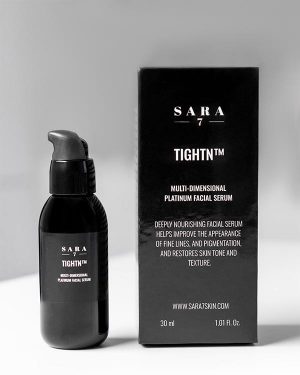 SARA
7
TIGHTN™
MULTI-DIMENSIONAL
PLATINUM FACIAL SERUM
DEEPLY NOURISHING FACIAL SERUM
HELPS IMPROVE THE APPEARANCE
OF FINE LINES, AND PIGMENTATION,
AND RESTORES SKIN TONE AND
TEXTURE.
WWW.SARA7SKIN.COM
30 ml 1.01 Fl. Oz.
SARA
7
TIGHTN™
MULTI-DIMENSIONAL
PLATINUM FACIAL SERUM